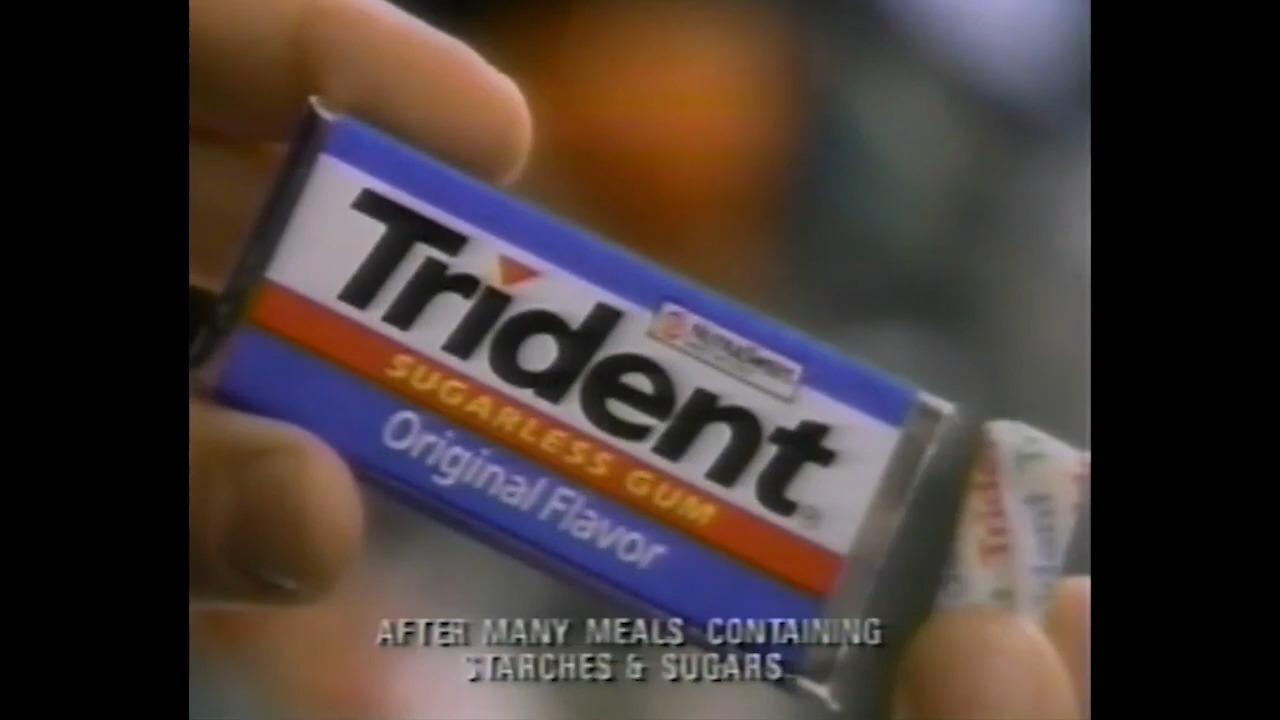 Trident
SUGARLESS GUM
Original Flavor
AFTER MANY MEALS CONTAINING
STARCHES & SUGARS